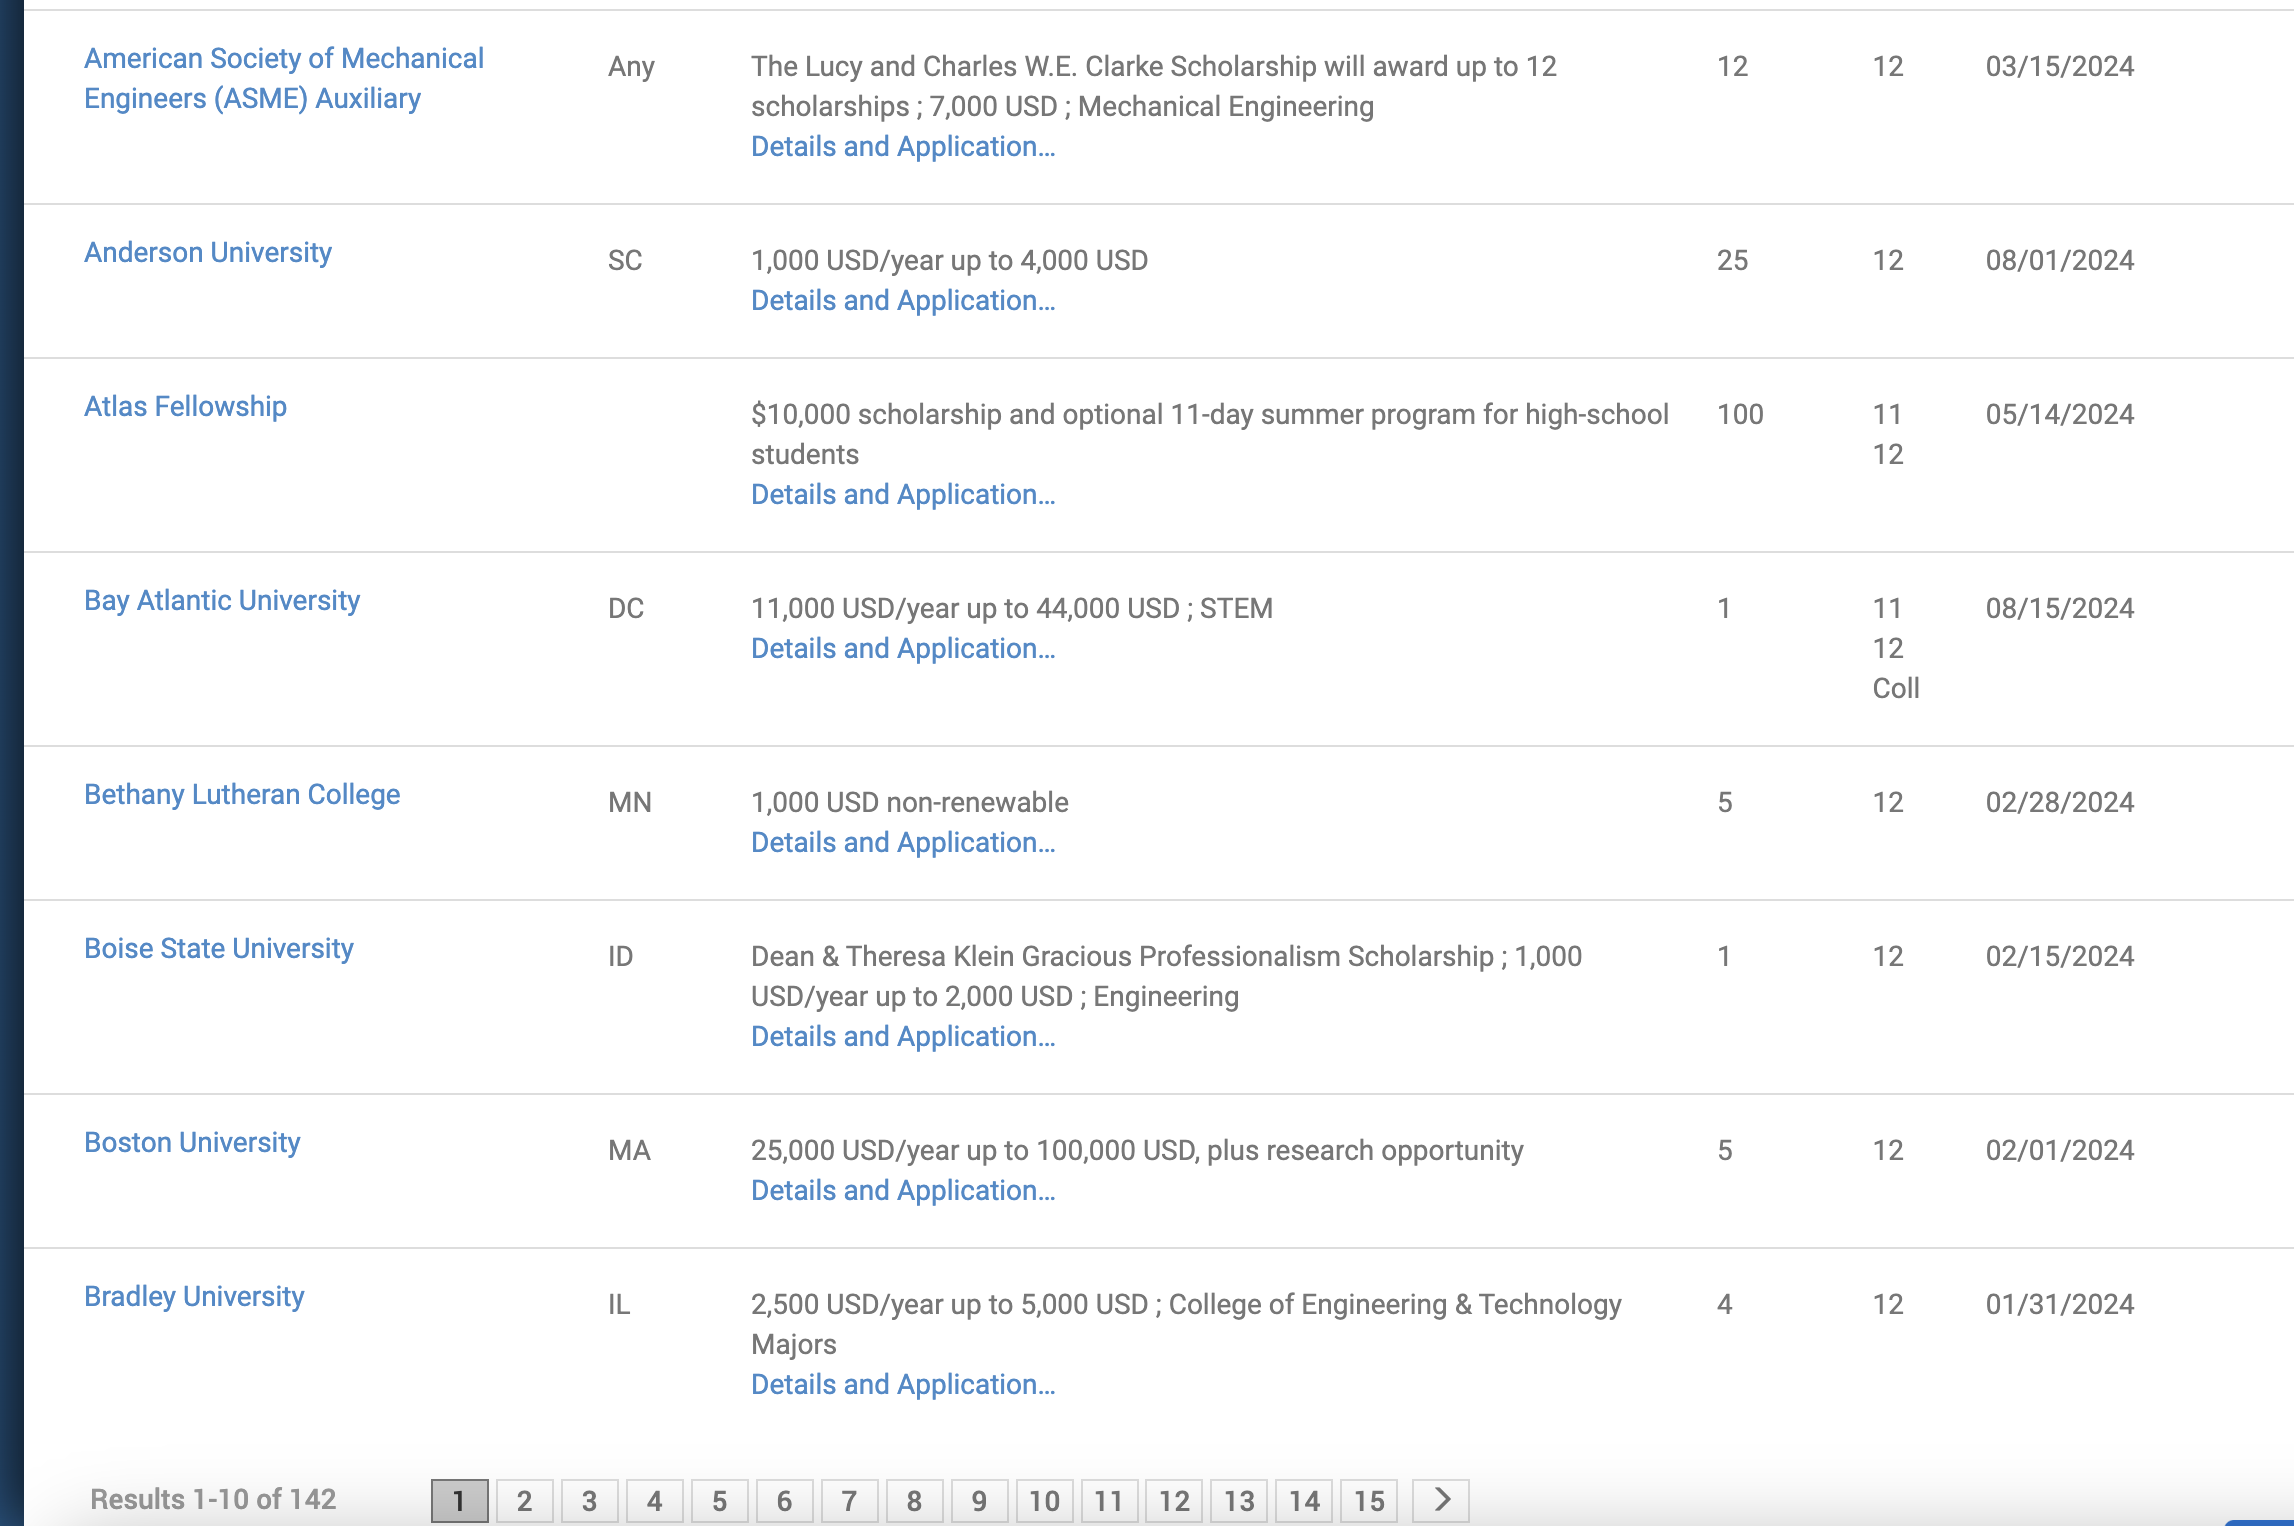 American Society of Mechanical
Engineers (ASME) Auxiliary
Any
The Lucy and Charles W.E. Clarke Scholarship will award up to 12
scholarships ; 7,000 USD ; Mechanical Engineering
Details and Application...
12
12
03/15/2024
Anderson University
SC
1,000 USD/year up to 4,000 USD
Details and Application...
25
12
08/01/2024
Atlas Fellowship
$10,000 scholarship and optional 11-day summer program for high-school
students
Details and Application...
100
11
12
05/14/2024
Bay Atlantic University
DC
11,000 USD/year up to 44,000 USD ; STEM
Details and Application...
1
11
12
Coll
08/15/2024
Bethany Lutheran College
MN
1,000 USD non-renewable
Details and Application...
5
12
02/28/2024
Boise State University
ID
Dean & Theresa Klein Gracious Professionalism Scholarship ; 1,000
USD/year up to 2,000 USD ; Engineering
Details and Application...
1
12
02/15/2024
Boston University
MA
25,000 USD/year up to 100,000 USD, plus research opportunity
Details and Application...
5
12
02/01/2024
Bradley University
IL
2,500 USD/year up to 5,000 USD ; College of Engineering & Technology
Majors
Details and Application...
4
12
01/31/2024
Results 1-10 of 142
1 2 3 4 5 6 7 8 9 10 11 12 13 14 15 >